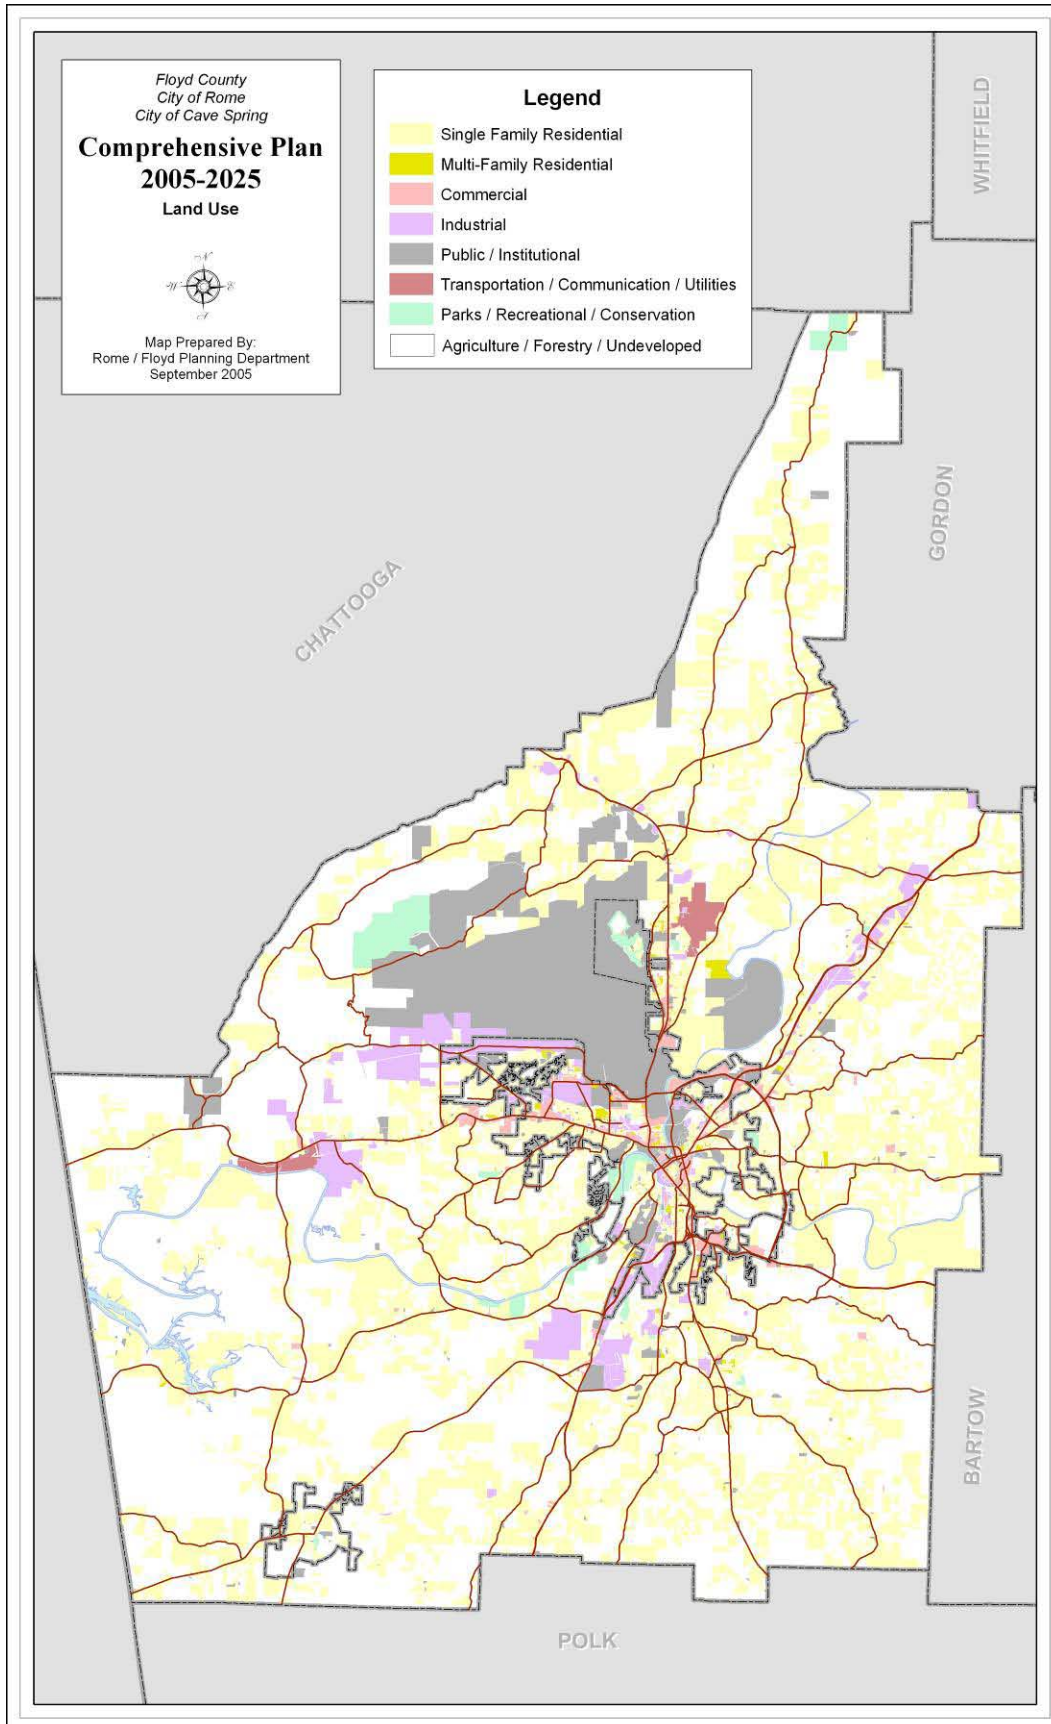 Floyd County
City of Rome
City of Cave Spring
Comprehensive Plan
2005-2025
Land Use
N
W
E
S
Map Prepared By:
Rome / Floyd Planning Department
September 2005
Legend
Single Family Residential
Multi-Family Residential
Commercial
Industrial
Public / Institutional
Transportation / Communication / Utilities
Parks / Recreational / Conservation
Agriculture / Forestry / Undeveloped
WHITFIELD
GORDON
CHATTOOGA
BARTOW
POLK